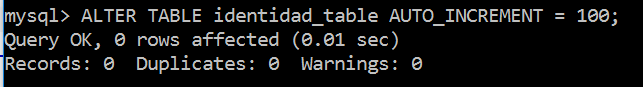 mysql> ALTER TABLE identidad_table AUTO_INCREMENT = 100;
Query OK, 0 rows affected (0.01 sec)
Records: 0  Duplicates: 0  Warnings: 0